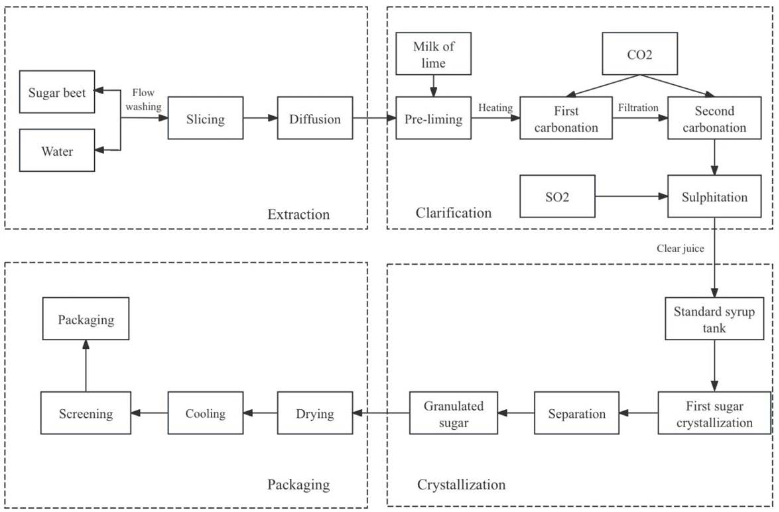 Sugar beet
Water
Flow
washing
Slicing
Diffusion
Extraction
Milk of
lime
CO2
Pre-liming
Heating
First
carbonation
Filtration
Second
carbonation
SO2
Sulphitation
Clarification
Clear juice
Standard syrup
tank
First sugar
crystallization
Separation
Granulated
sugar
Crystallization
Drying
Cooling
Screening
Packaging
Packaging